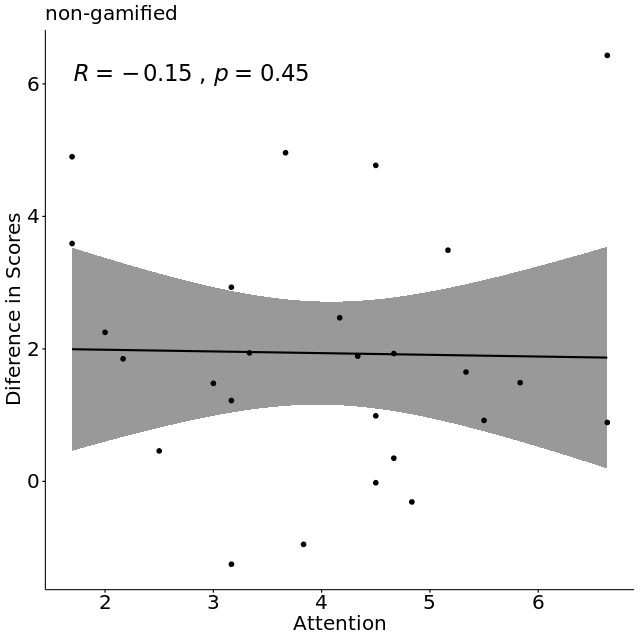 non-gamified
R = −0.15 , p = 0.45
6
4
2
0
Diference in Scores
2 3 4 5 6
Attention